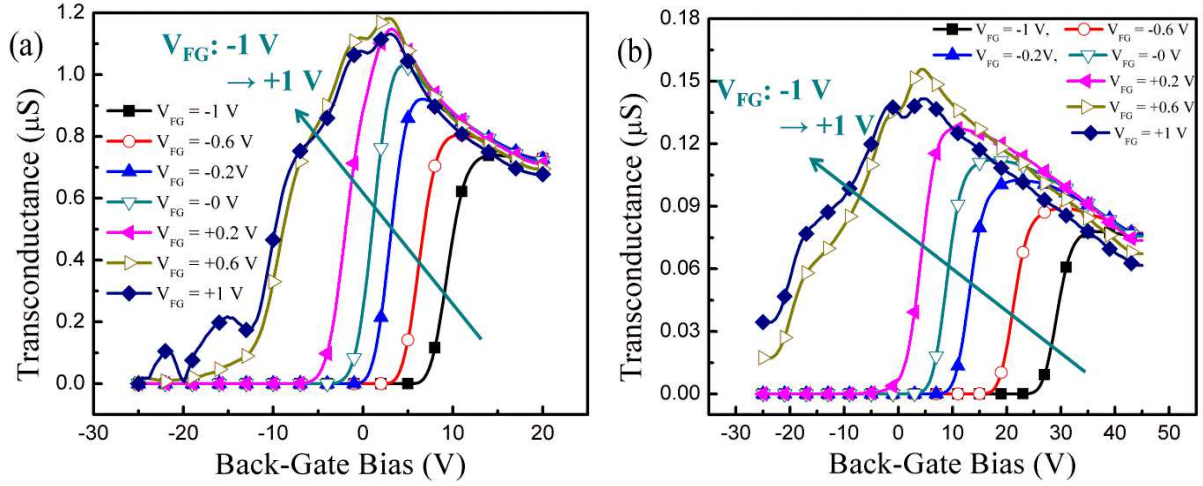 (a)
V_FG: -1 V
→ +1 V
V_FG = -1 V
V_FG = -0.6 V
V_FG = -0.2V
V_FG = -0 V
V_FG = +0.2 V
V_FG = +0.6 V
V_FG = +1 V
Transconductance (μS)
1.2
1.0
0.8
0.6
0.4
0.2
0.0
-30 -20 -10 0 10 20
Back-Gate Bias (V)
(b)
V_FG = -1 V, V_FG = -0.6 V
V_FG = -0.2V, V_FG = -0 V
V_FG = +0.2 V
V_FG = +0.6 V
V_FG = +1 V
V_FG: -1 V
→ +1 V
Transconductance (μS)
0.18
0.15
0.12
0.09
0.06
0.03
0.00
-30 -20 -10 0 10 20 30 40 50
Back-Gate Bias (V)